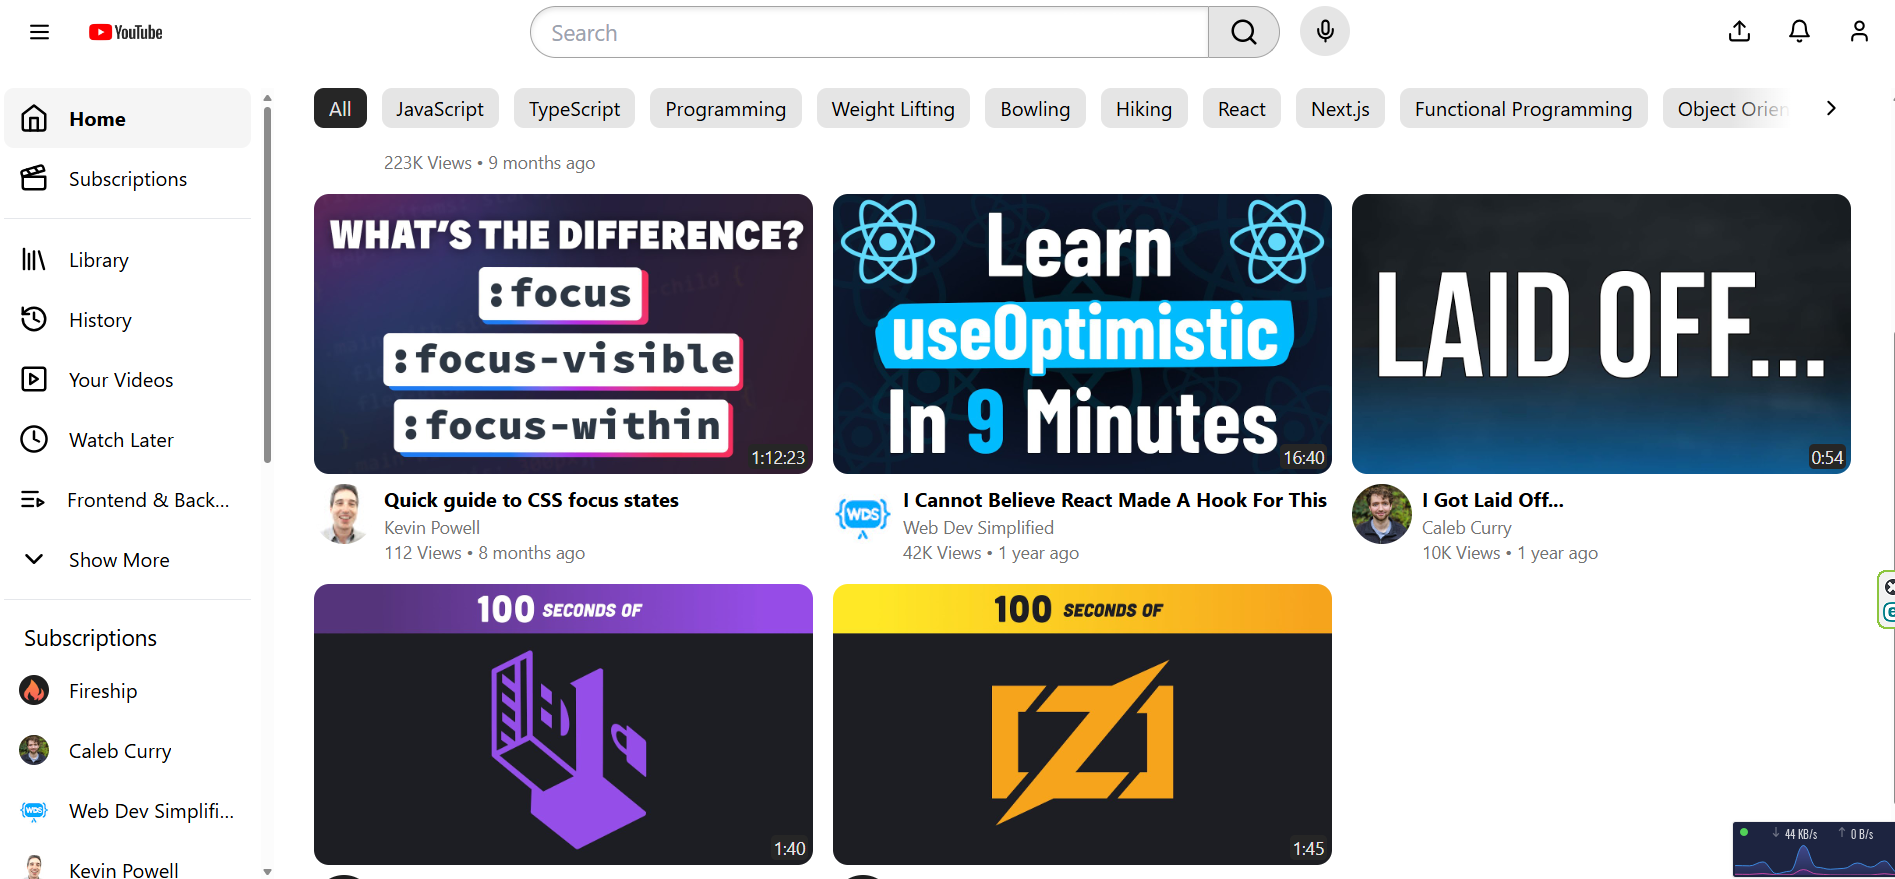 YouTube
Search
Home
Subscriptions
Library
History
Your Videos
Watch Later
Frontend & Back...
Show More
Subscriptions
Fireship
Caleb Curry
WDS
Web Dev Simplifi...
Kevin Powell
All
JavaScript
TypeScript
Programming
Weight Lifting
Bowling
Hiking
React
Next.js
Functional Programming
Object Orien
223K Views • 9 months ago
WHAT'S THE DIFFERENCE?
:focus
:focus-visible
:focus-within
1:12:23
Quick guide to CSS focus states
Kevin Powell
112 Views • 8 months ago
Learn
useOptimistic
In 9 Minutes
16:40
WDS
I Cannot Believe React Made A Hook For This
Web Dev Simplified
42K Views • 1 year ago
LAID OFF...
0:54
I Got Laid Off...
Caleb Curry
10K Views • 1 year ago
100 SECONDS OF
1:40
100 SECONDS OF
1:45
↓ 44 KB/s ↑ 0 B/s